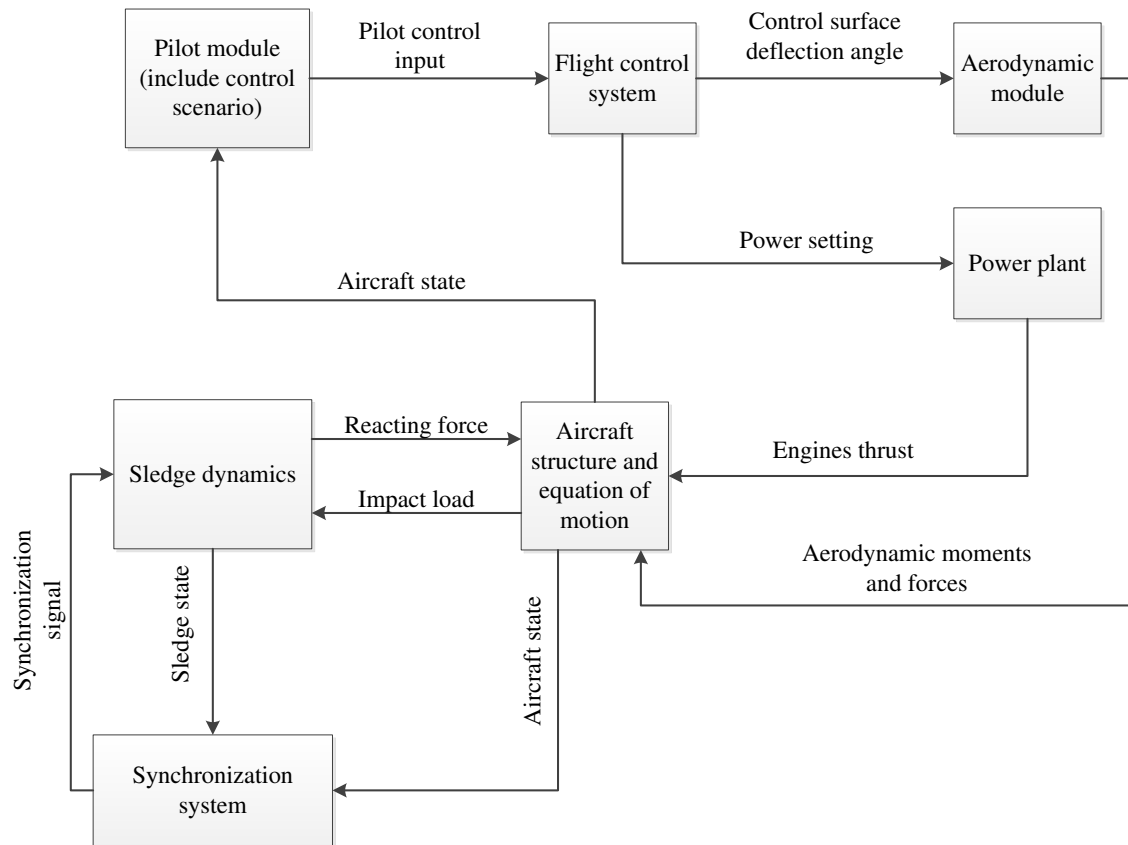 Pilot module
(include control
scenario)
Pilot control
input
Flight control
system
Control surface
deflection angle
Aerodynamic
module
Power setting
Power plant
Aircraft state
Sledge dynamics
Reacting force
Impact load
Aircraft
structure and
equation of
motion
Engines thrust
Aerodynamic moments
and forces
Synchronization
signal
Sledge state
Aircraft state
Synchronization
system